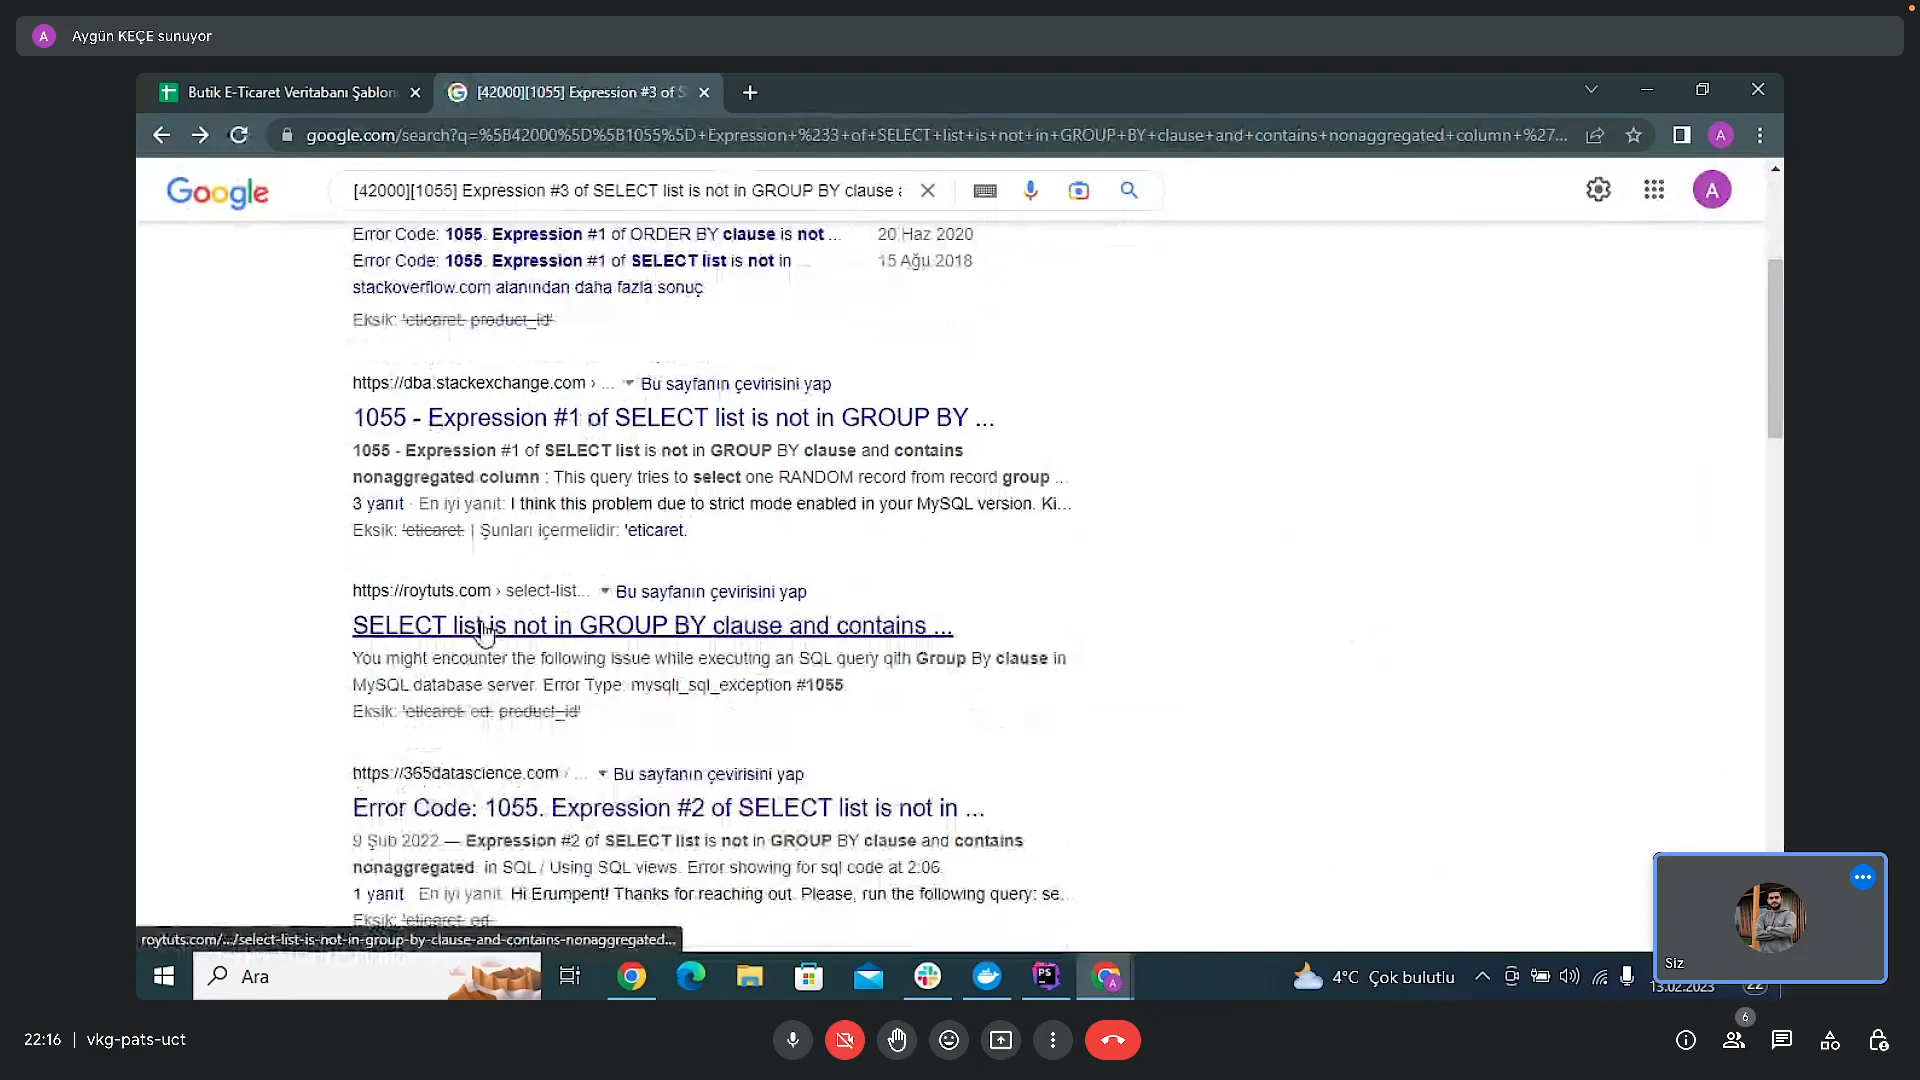 A
Aygün KEÇE sunuyor
Butik E-Ticaret Veritabanı Şablon
[42000][1055] Expression #3 of S
google.com/search?q=%5B42000%5D%5B1055%5D+Expression+%233+of+SELECT+list+is+not+in+GROUP+BY+clause+and+contains+nonaggregated+column+%27...
A
Google
[42000][1055] Expression #3 of SELECT list is not in GROUP BY clause a
A
Error Code: 1055. Expression #1 of ORDER BY clause is not ...
20 Haz 2020
Error Code: 1055. Expression #1 of SELECT list is not in ...
15 Ağu 2018
stackoverflow.com alanından daha fazla sonuç
Eksik: 'eticaret. product_id'
https://dba.stackexchange.com › ...
Bu sayfanın çevirisini yap
1055 - Expression #1 of SELECT list is not in GROUP BY ...
1055 - Expression #1 of SELECT list is not in GROUP BY clause and contains
nonaggregated column ; This query tries to select one RANDOM record from record group ...
3 yanıt · En iyi yanıt: I think this problem due to strict mode enabled in your MySQL version. Ki...
Eksik: 'eticaret. | Şunları içermelidir: 'eticaret.
https://roytuts.com › select-list...
Bu sayfanın çevirisini yap
SELECT list is not in GROUP BY clause and contains ...
You might encounter the following issue while executing an SQL query qith Group By clause in
MySQL database server. Error Type: mysqli_sql_exception #1055
Eksik: 'eticaret. ed. product_id'
https://365datascience.com › ...
Bu sayfanın çevirisini yap
Error Code: 1055. Expression #2 of SELECT list is not in ...
9 Şub 2022 — Expression #2 of SELECT list is not in GROUP BY clause and contains
nonaggregated. in SQL / Using SQL views. Error showing for sql code at 2:06.
1 yanıt · En iyi yanıt: Hi Erumpent! Thanks for reaching out. Please, run the following query: se...
Eksik: 'eticaret. ed.
roytuts.com/.../select-list-is-not-in-group-by-clause-and-contains-nonaggregated...
Siz
Ara
PS
A
4°C Çok bulutlu
13.02.2023
22
22:16 | vkg-pats-uct
6